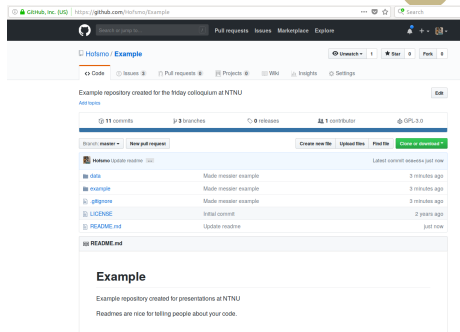 GitHub, Inc. (US) https://github.com/Hofsmo/Example Search
Search or jump to... Pull requests Issues Marketplace Explore
Hofsmo / Example Unwatch 1 Star 0 Fork 0
Code Issues Pull requests Projects Wiki Insights Settings
Example repository created for the friday colloquium at NTNU Edit
Add topics
11 commits 3 branches 0 releases 1 contributor GPL-3.0
Branch: master New pull request Create new file Upload files Find file Clone or download
Hofsmo Update readme Latest commit just now
data Made messier example 3 minutes ago
example Made messier example 3 minutes ago
.gitignore Made messier example 3 minutes ago
LICENSE Initial commit 2 years ago
README.md Update readme just now
README.md
Example
Example repository created for presentations at NTNU
Readmes are nice for telling people about your code.